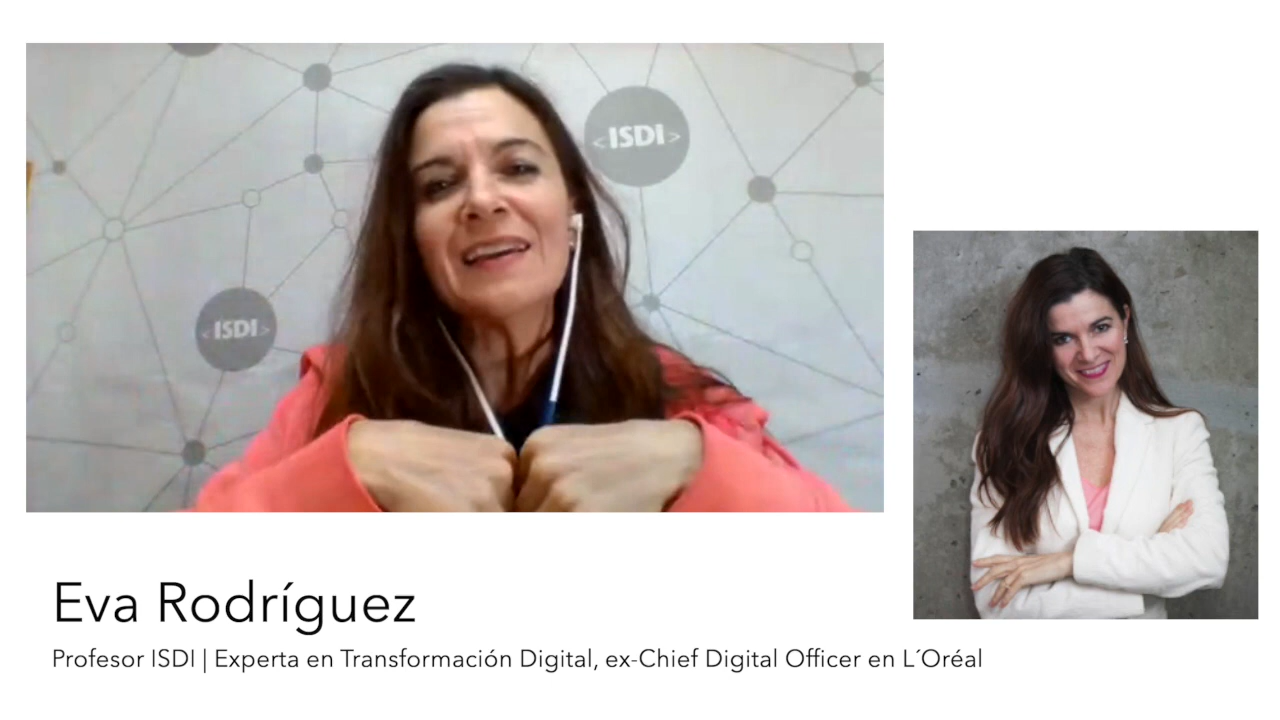 <ISDI>
<ISDI>
Eva Rodríguez
Profesor ISDI | Experta en Transformación Digital, ex-Chief Digital Officer en L´Oréal